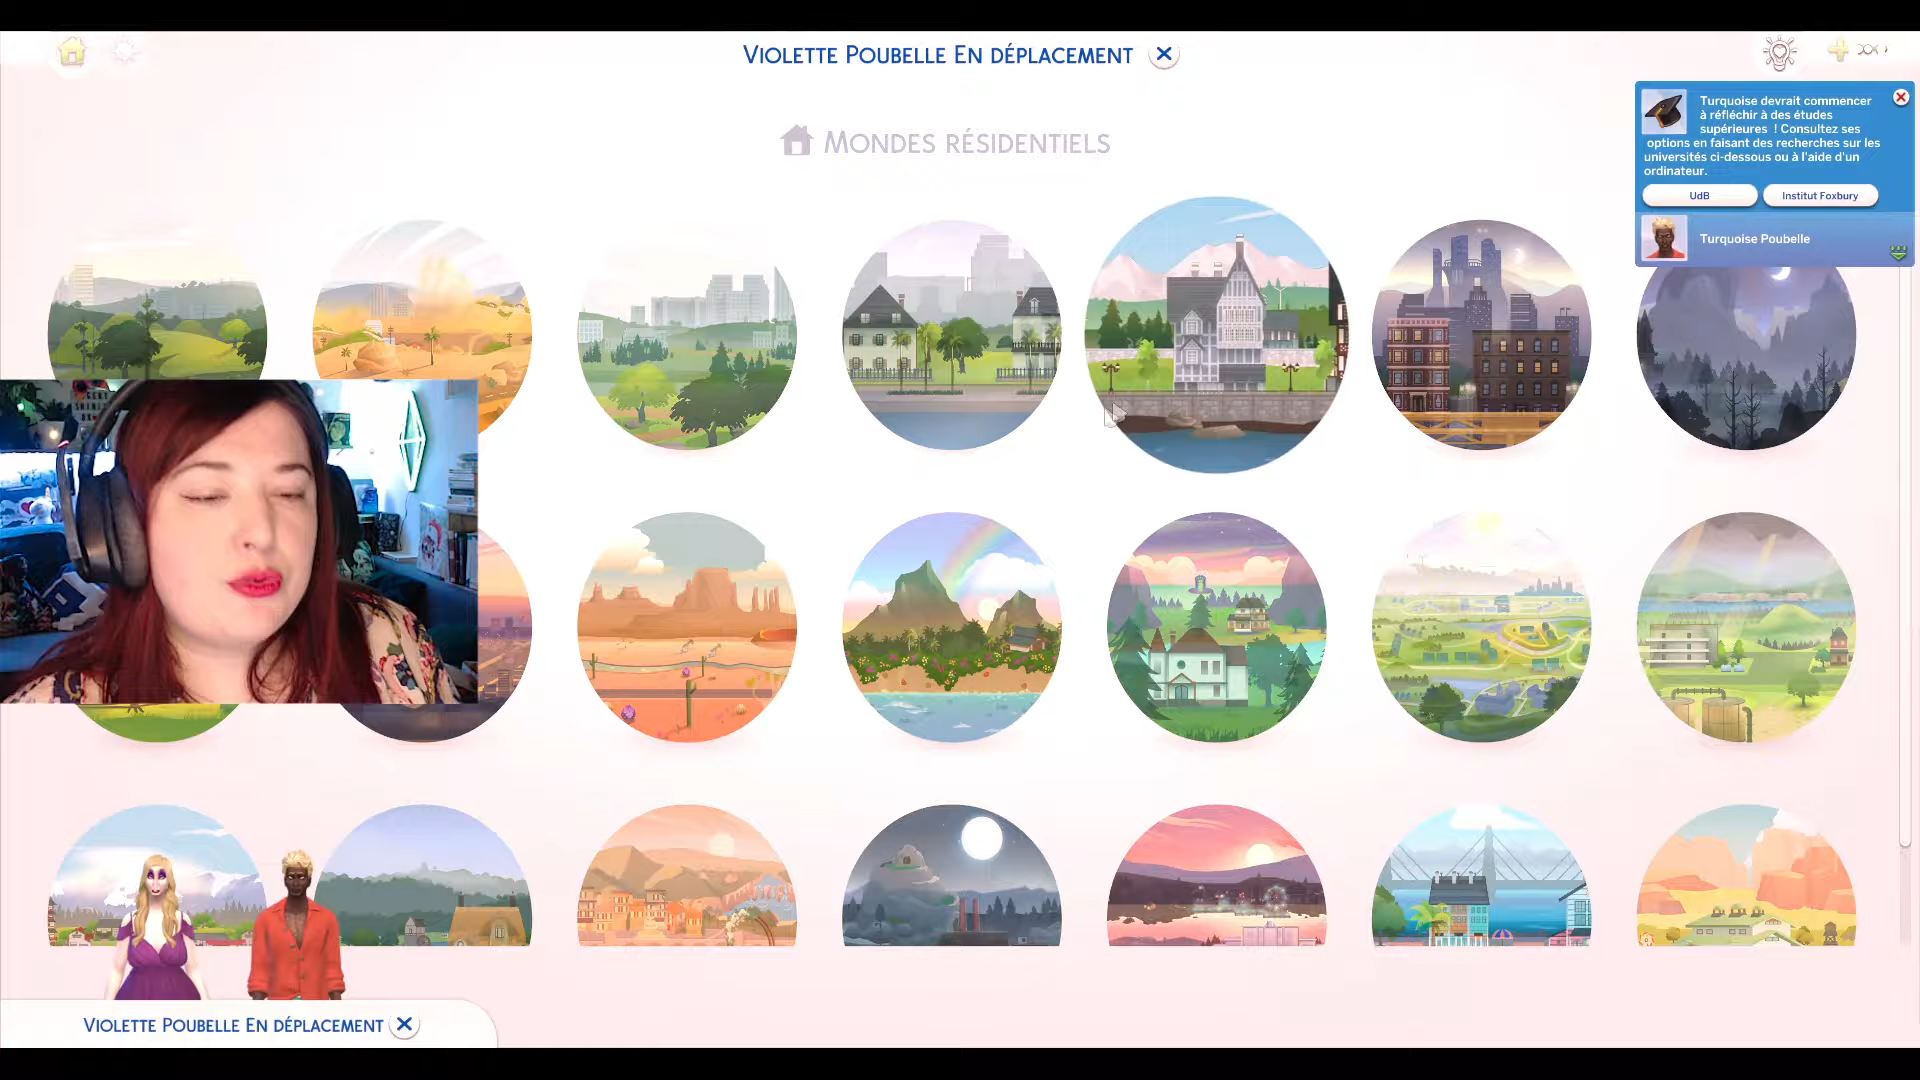 Violette Poubelle En déplacement
Mondes résidentiels
Turquoise devrait commencer
à réfléchir à des études
supérieures ! Consultez ses
options en faisant des recherches sur les
universités ci-dessous ou à l'aide d'un
ordinateur.
UdB
Institut Foxbury
Turquoise Poubelle
Violette Poubelle En déplacement